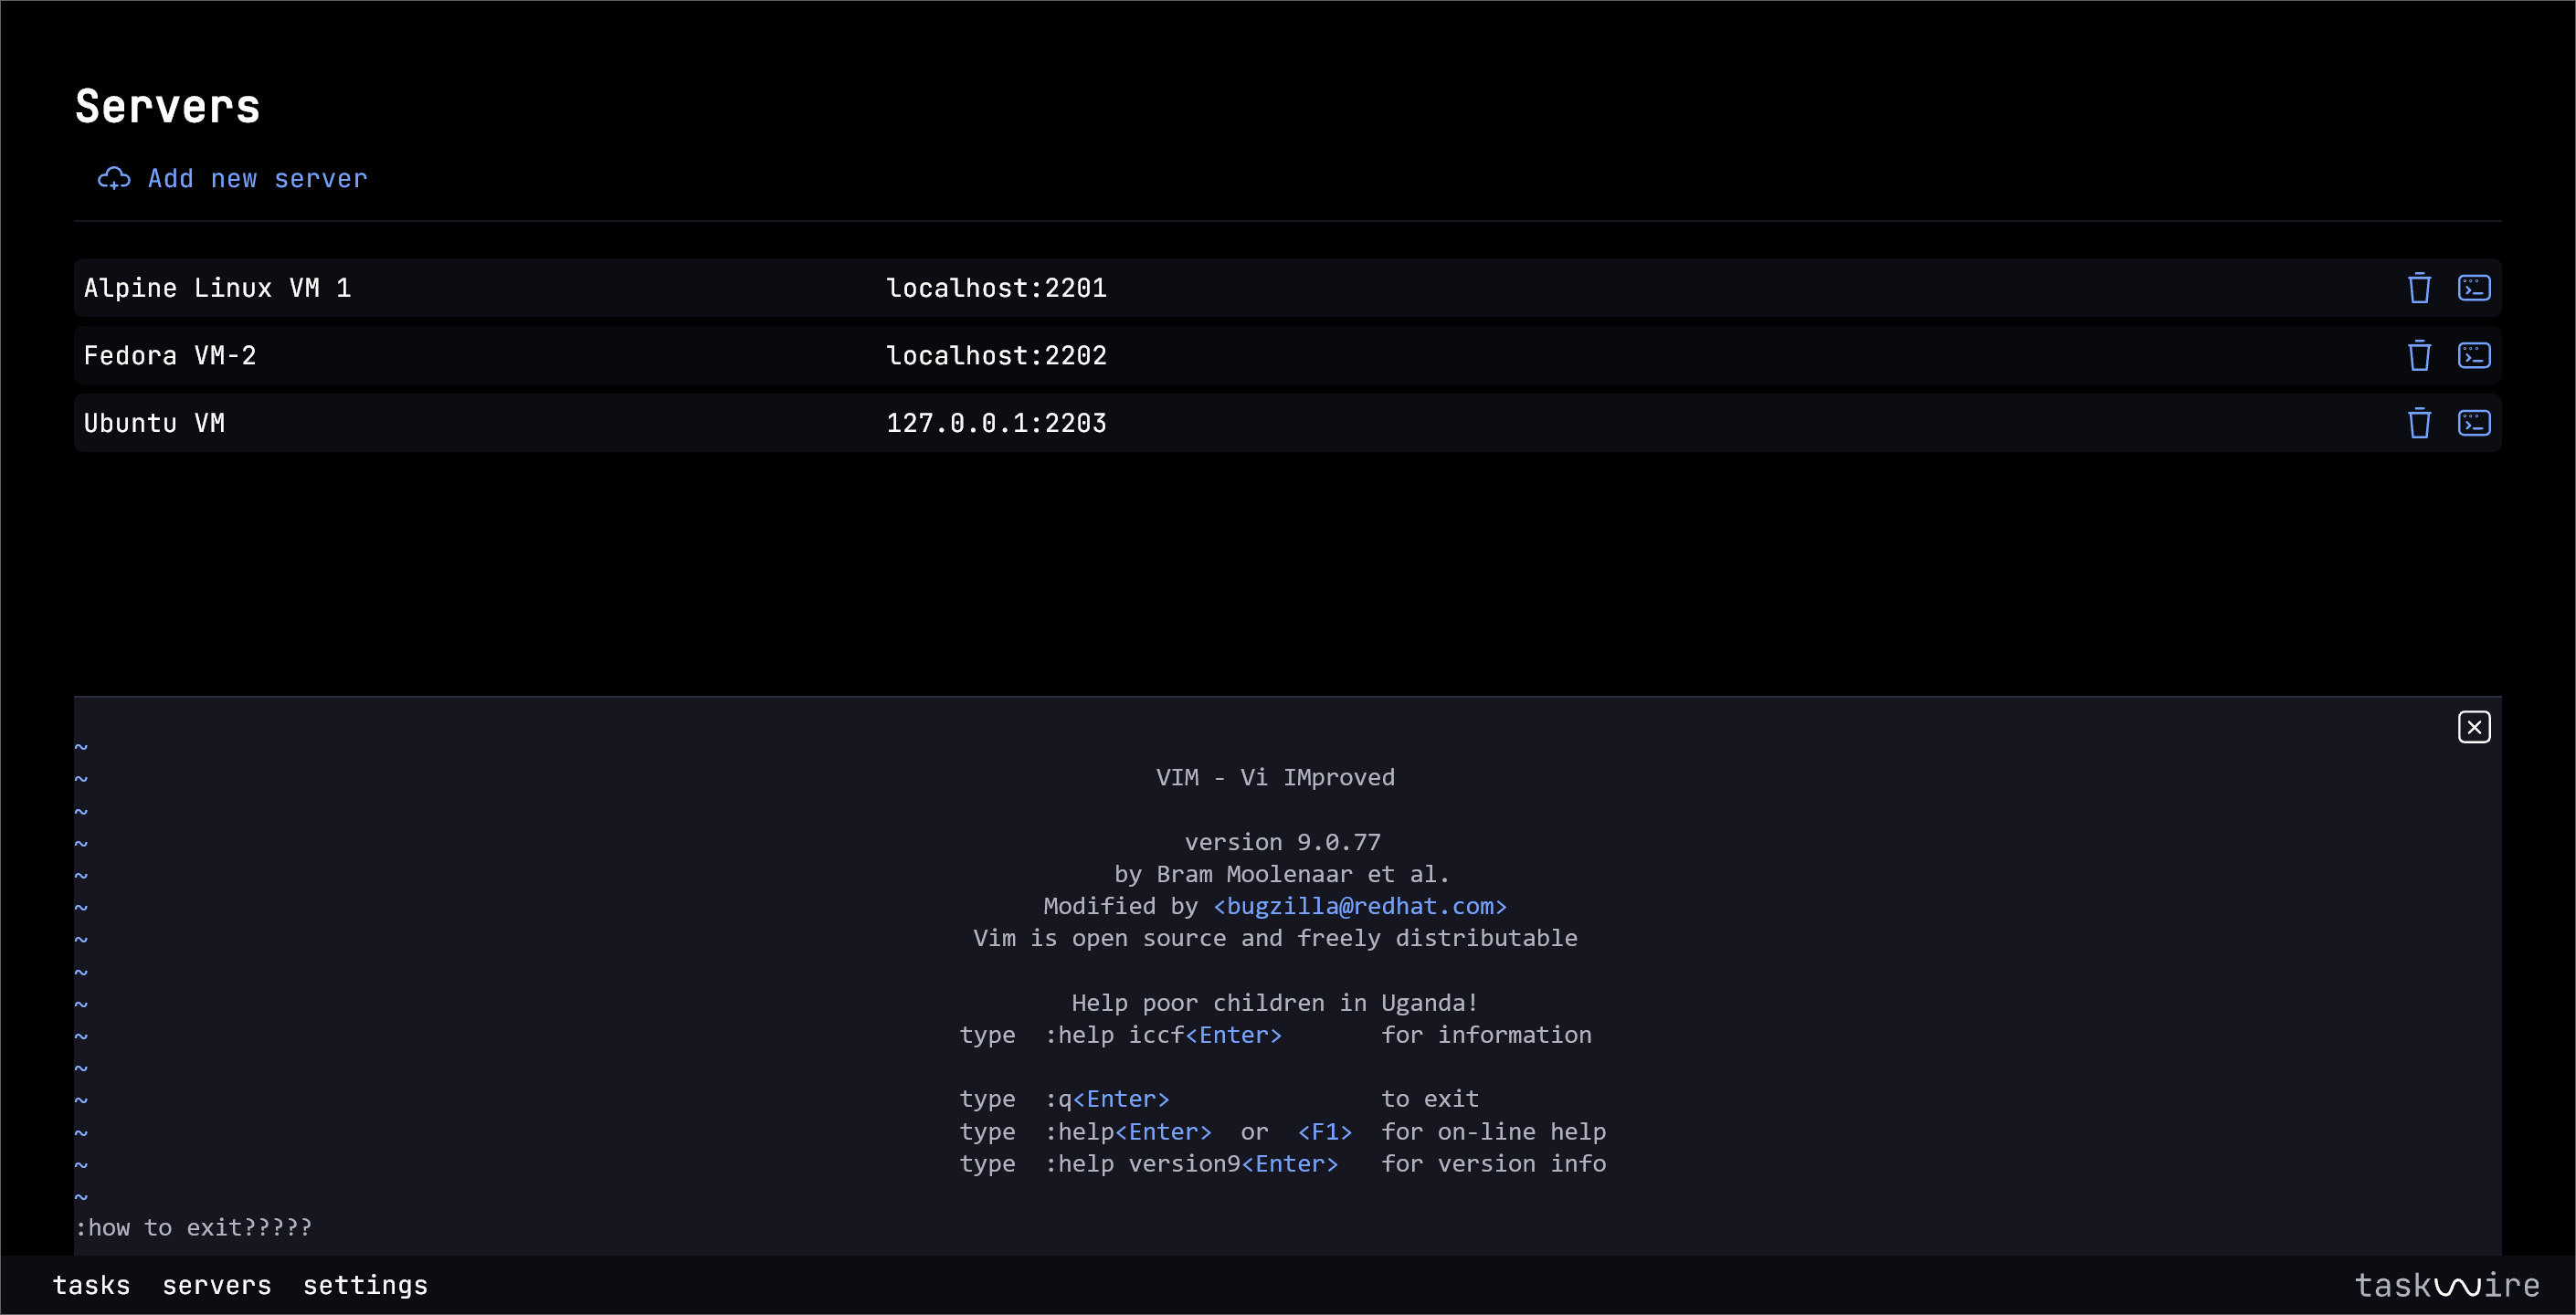 Servers
Add new server
Alpine Linux VM 1 localhost:2201
Fedora VM-2 localhost:2202
Ubuntu VM 127.0.0.1:2203
~
~ VIM - Vi IMproved
~
~ version 9.0.77
~ by Bram Moolenaar et al.
~ Modified by <bugzilla@redhat.com>
~ Vim is open source and freely distributable
~
~ Help poor children in Uganda!
~ type :help iccf<Enter> for information
~
~ type :q<Enter> to exit
~ type :help<Enter> or <F1> for on-line help
~ type :help version9<Enter> for version info
~
:how to exit?????
tasks servers settings
taskwire